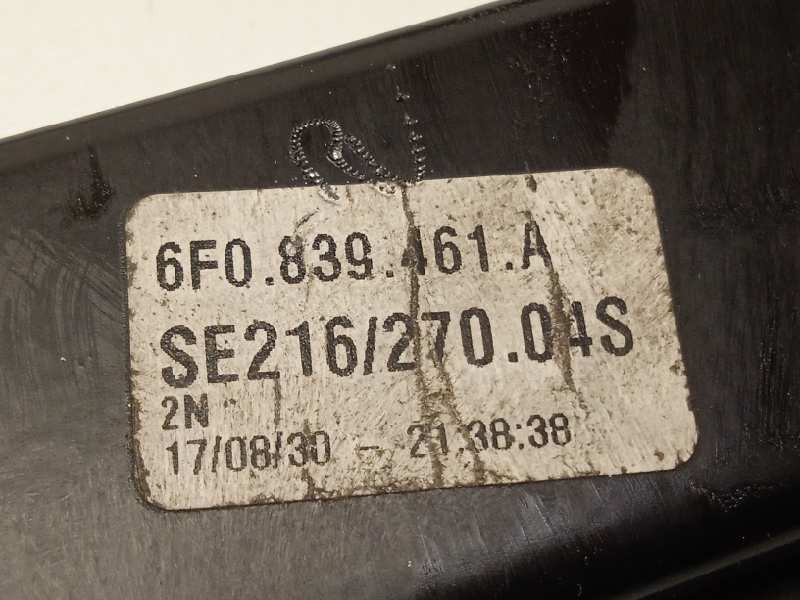 6F0.839.461.A
SE216/270.04S
2N
17/08/30 - 21:38:38